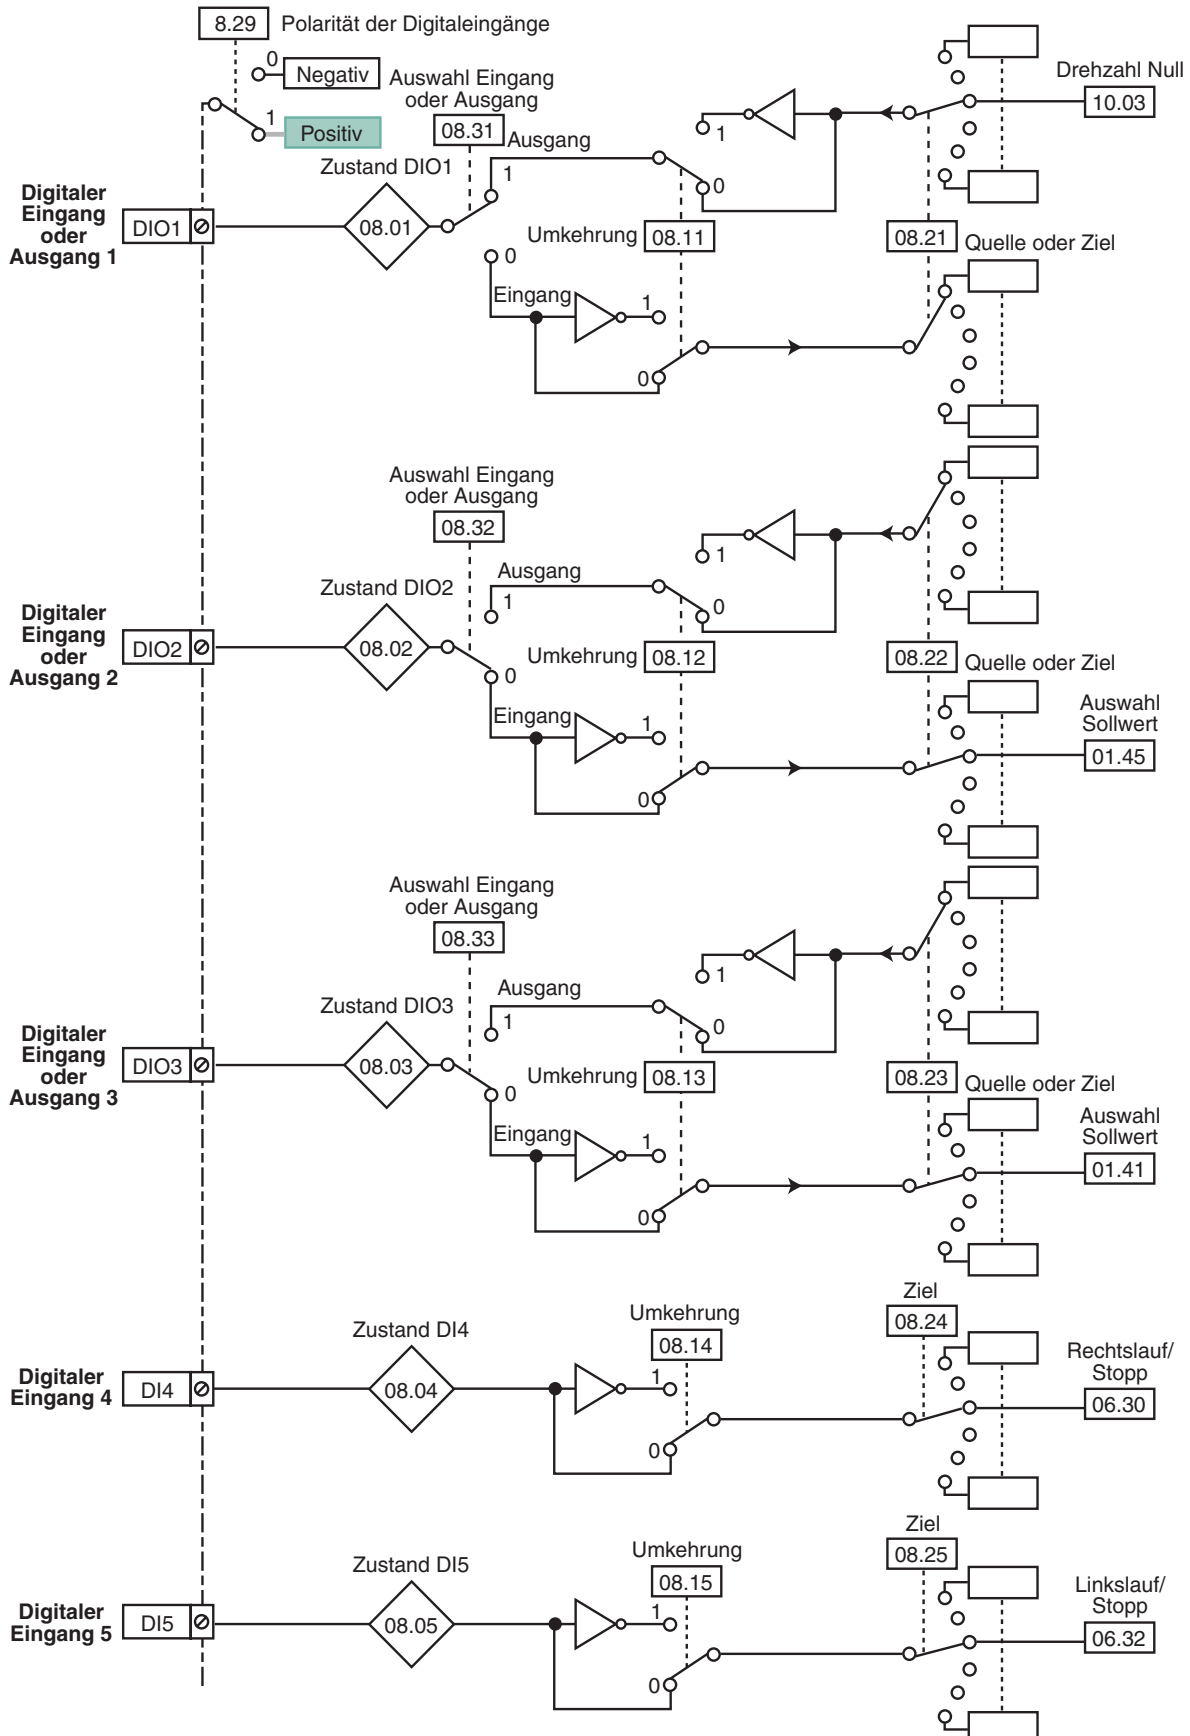 8.29 Polarität der Digitaleingänge
0 Negativ
1 Positiv
Auswahl Eingang
oder Ausgang
08.31
Ausgang
1
1
0
Drehzahl Null
10.03
Zustand DIO1
Digitaler
Eingang
oder
Ausgang 1
DIO1
08.01
Umkehrung 08.11
08.21 Quelle oder Ziel
0
Eingang
1
0
Auswahl Eingang
oder Ausgang
08.32
Ausgang
1
1
0
Zustand DIO2
Digitaler
Eingang
oder
Ausgang 2
DIO2
08.02
Umkehrung 08.12
08.22 Quelle oder Ziel
0
Eingang
1
0
Auswahl
Sollwert
01.45
Auswahl Eingang
oder Ausgang
08.33
Ausgang
1
1
0
Zustand DIO3
Digitaler
Eingang
oder
Ausgang 3
DIO3
08.03
Umkehrung 08.13
08.23 Quelle oder Ziel
0
Eingang
1
0
Auswahl
Sollwert
01.41
Digitaler
Eingang 4
DI4
Zustand DI4
08.04
Umkehrung
08.14
1
0
Ziel
08.24
Rechtslauf/
Stopp
06.30
Digitaler
Eingang 5
DI5
Zustand DI5
08.05
Umkehrung
08.15
1
0
Ziel
08.25
Linkslauf/
Stopp
06.32